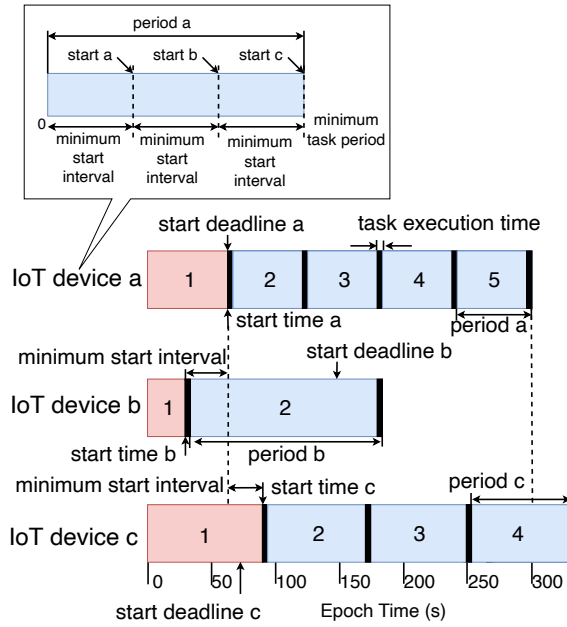 period a
start a
start b
start c
0
minimum
start
interval
minimum
start
interval
minimum
start
interval
minimum
task period
start deadline a
task execution time
IoT device a
1
2
3
4
5
start time a
period a
minimum start interval
start deadline b
IoT device b
1
2
start time b
period b
minimum start interval
start time c
period c
IoT device c
1
2
3
4
0
50
100
150
200
250
300
start deadline c
Epoch Time (s)